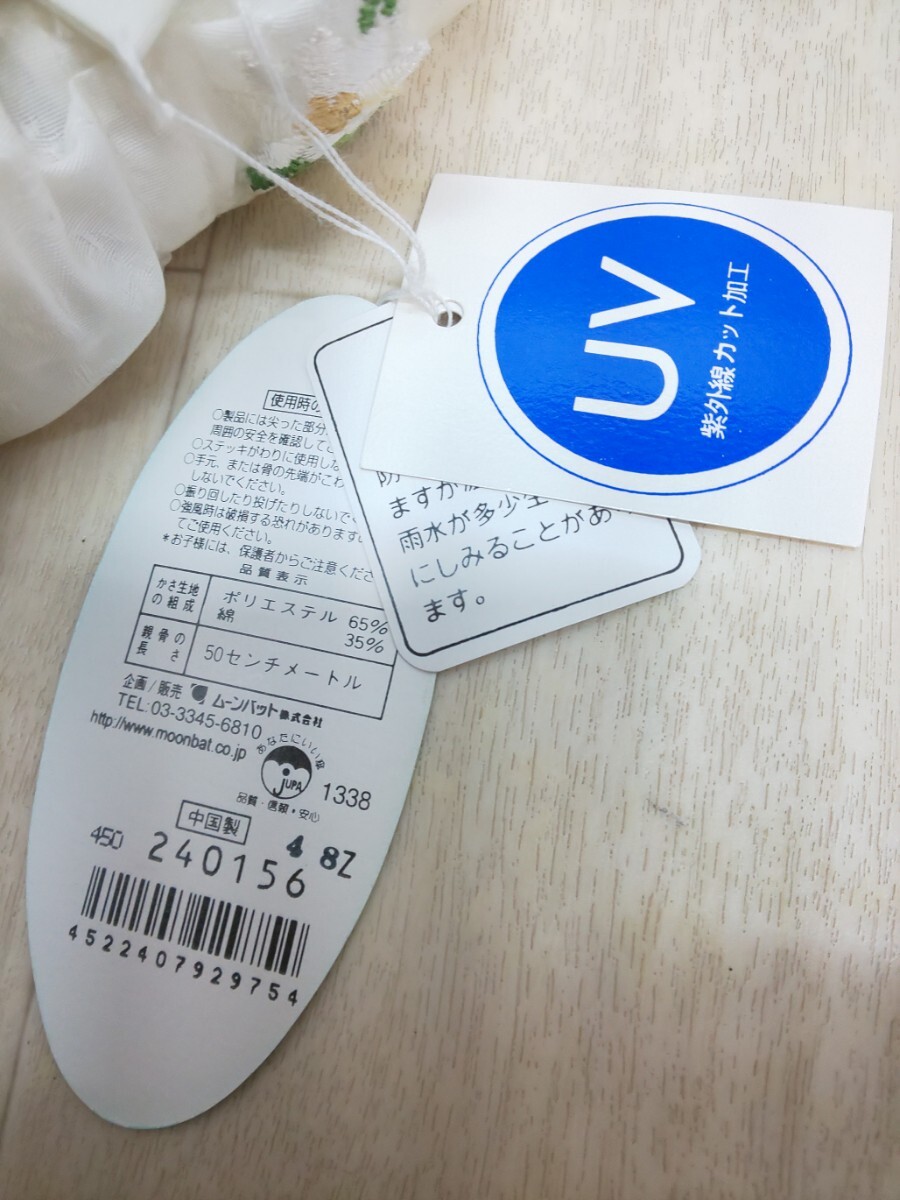 UV
紫外線カット加工
ますが
雨水が多少生
にしみることがあ
ます。
使用時の
○製品には尖った部分
周囲の安全を確認して
○ステッキがわりに使用しな
○手元、または骨の先端がこわ
しないでください。
○振り回したり投げたりしないで
○強風時は破損する恐れがあります
てご使用ください。
*お子様には、保護者からご注意くださ
品質表示
かさ生地の組成 ポリエステル 65%
綿 35%
親骨の長さ 50センチメートル
企画/販売 ムーンバット株式会社
TEL:03-3345-6810
http://www.moonbat.co.jp
あなたにいい傘
JUPA
品質・信頼・安心
1338
中国製
450 240156 4 8Z
4522407929754